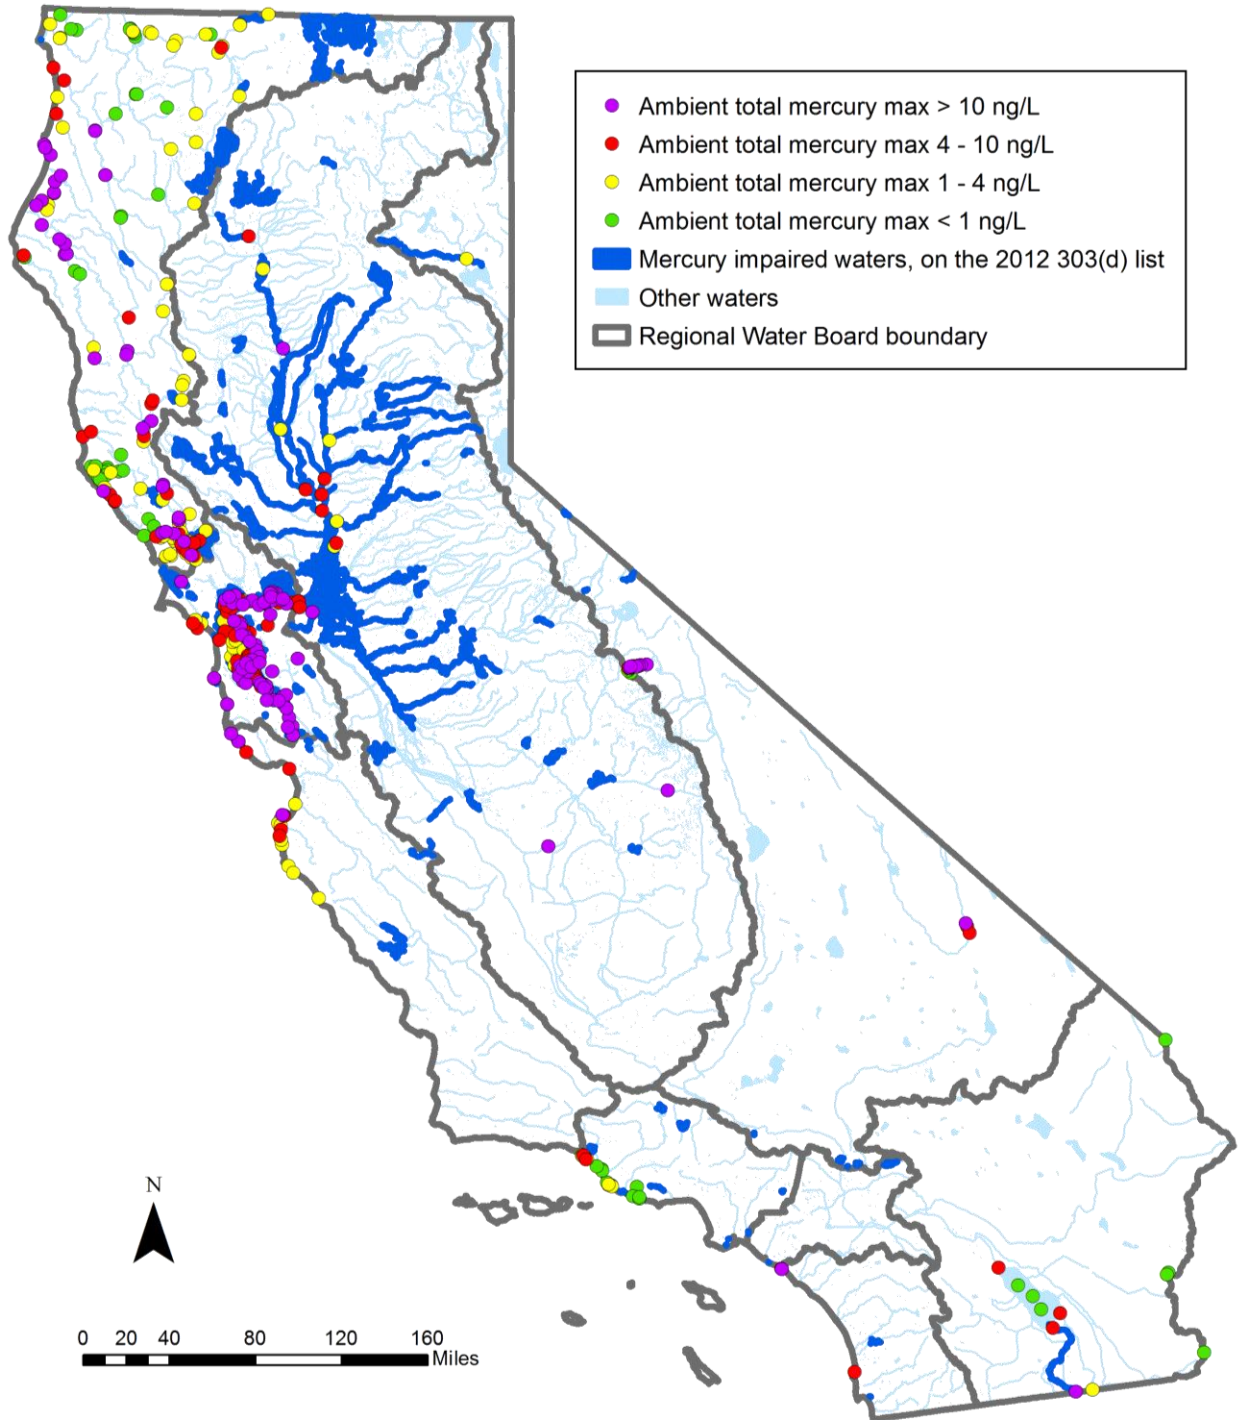 Ambient total mercury max > 10 ng/L
Ambient total mercury max 4 - 10 ng/L
Ambient total mercury max 1 - 4 ng/L
Ambient total mercury max < 1 ng/L
Mercury impaired waters, on the 2012 303(d) list
Other waters
Regional Water Board boundary
N
0 20 40 80 120 160
Miles